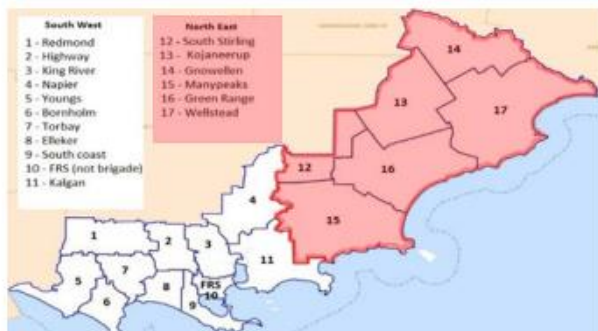 South West
1 - Redmond
2 - Highway
3 - King River
4 - Napier
5 - Youngs
6 - Bornholm
7 - Torbay
8 - Elleker
9 - South coast
10 - FRS (not brigade)
11 - Kalgan
North East
12 - South Stirling
13 - Kojaneerup
14 - Gnowellen
15 - Manypeaks
16 - Green Range
17 - Wellstead
14
13
17
12
16
4
15
1
2
3
11
5
7
8
FRS
10
6
9